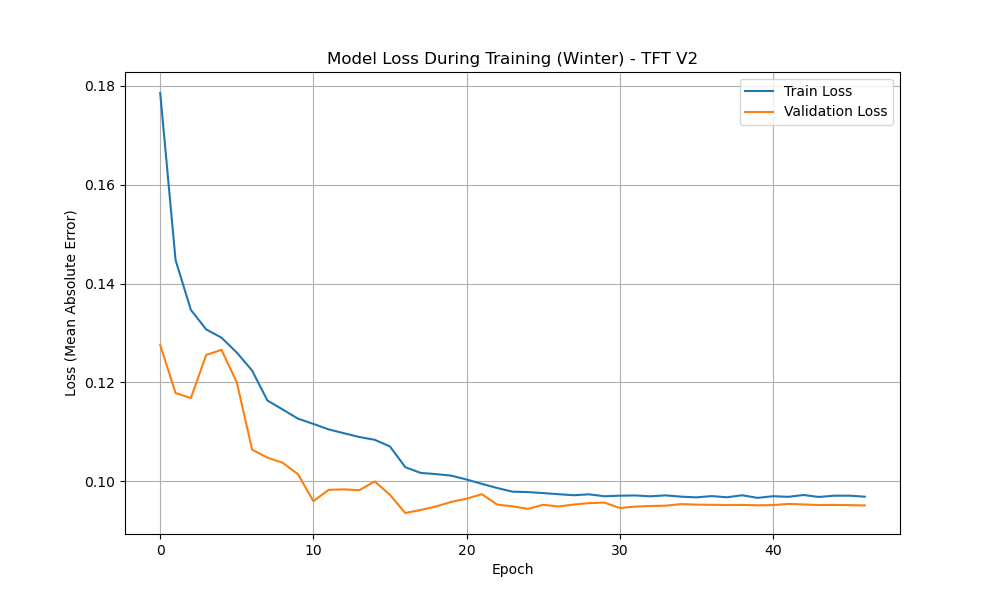 Model Loss During Training (Winter) - TFT V2
Train Loss
Validation Loss
Loss (Mean Absolute Error)
0.18
0.16
0.14
0.12
0.10
0
10
20
30
40
Epoch